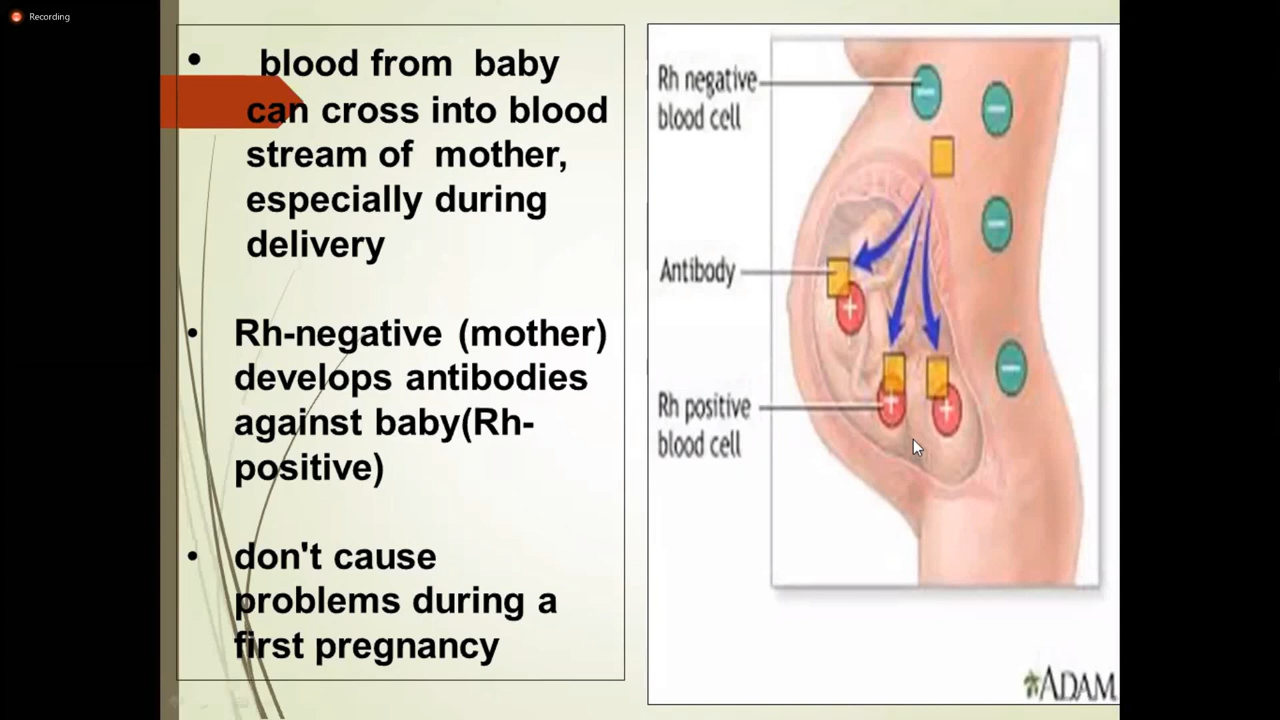 Recording
• blood from baby
can cross into blood
stream of mother,
especially during
delivery
• Rh-negative (mother)
develops antibodies
against baby(Rh-
positive)
• don't cause
problems during a
first pregnancy
Rh negative
blood cell
Antibody
Rh positive
blood cell
ADAM